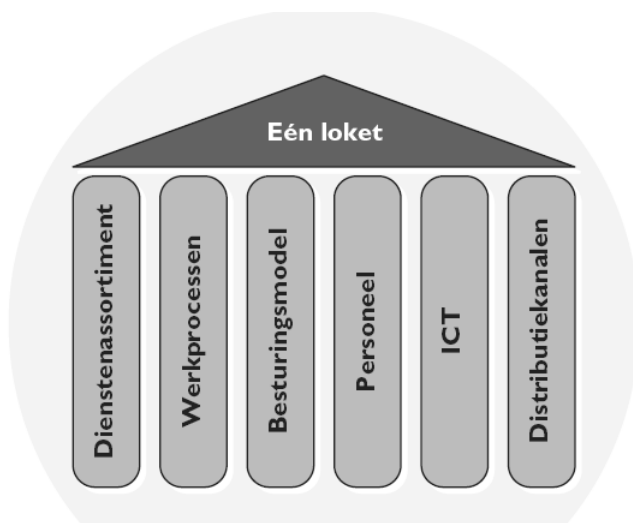 Eén loket
Dienstenassortiment
Werkprocessen
Besturingsmodel
Personeel
ICT
Distributiekanalen